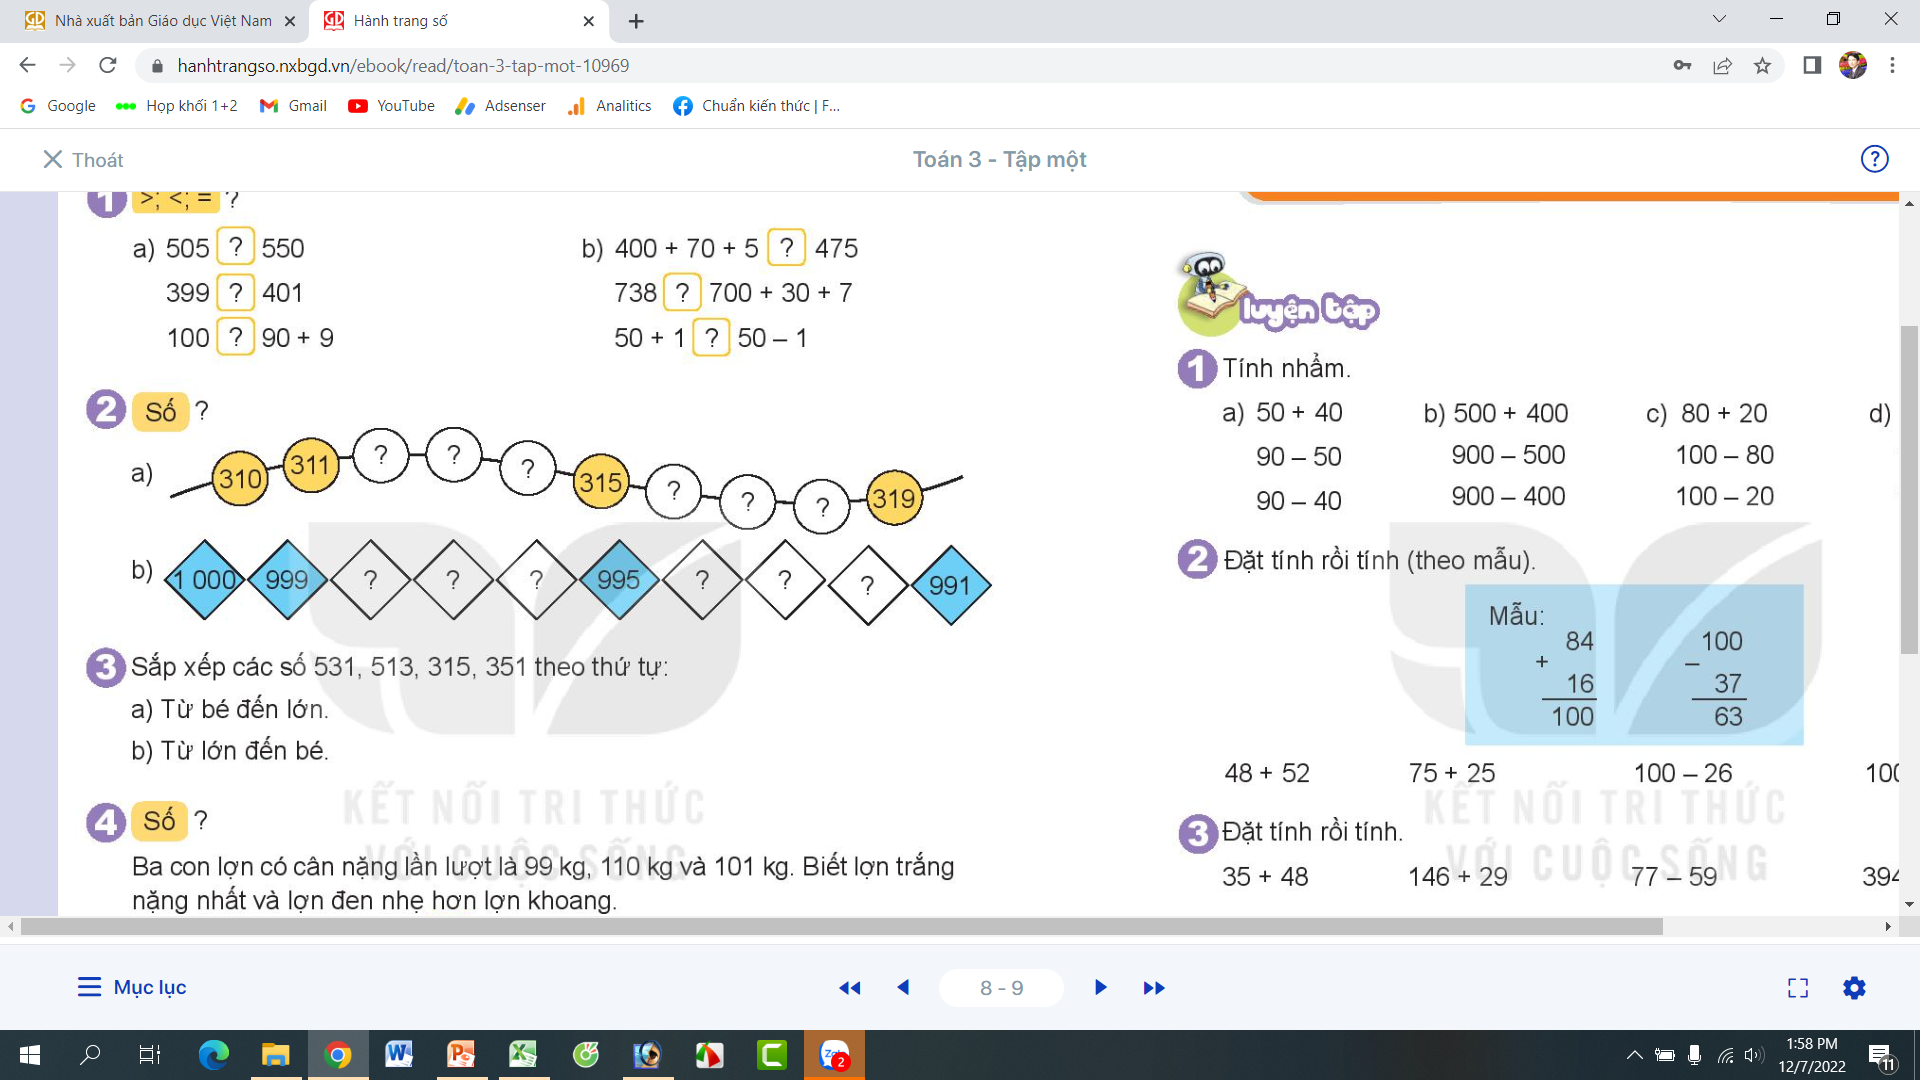 Nhà xuất bản Giáo dục Việt Nam
Hành trang số
hanhtrangso.nxbgd.vn/ebook/read/toan-3-tap-mot-10969
Google
Họp khối 1+2
Gmail
YouTube
Adsenser
Analitics
Chuẩn kiến thức | F...
Thoát
Toán 3 - Tập một
1 >; <; = ?
a) 505 ? 550
399 ? 401
100 ? 90 + 9
b) 400 + 70 + 5 ? 475
738 ? 700 + 30 + 7
50 + 1 ? 50 – 1
2 Số ?
a) 310 311 ? ? ? 315 ? ? ? 319
b) 1 000 999 ? ? ? 995 ? ? ? 991
3 Sắp xếp các số 531, 513, 315, 351 theo thứ tự:
a) Từ bé đến lớn.
b) Từ lớn đến bé.
4 Số ?
Ba con lợn có cân nặng lần lượt là 99 kg, 110 kg và 101 kg. Biết lợn trắng
nặng nhất và lợn đen nhẹ hơn lợn khoang.
KẾT NỐI TRI THỨC
VỚI CUỘC SỐNG
luyện tập
1 Tính nhẩm.
a) 50 + 40
90 – 50
90 – 40
b) 500 + 400
900 – 500
900 – 400
c) 80 + 20
100 – 80
100 – 20
d)
2 Đặt tính rồi tính (theo mẫu).
Mẫu:
84
+
16
100
100
–
37
63
48 + 52 75 + 25 100 – 26 100
3 Đặt tính rồi tính.
35 + 48 146 + 29 77 – 59 394
KẾT NỐI TRI THỨC
VỚI CUỘC SỐNG
Mục lục
8 - 9
2
1:58 PM
12/7/2022
11